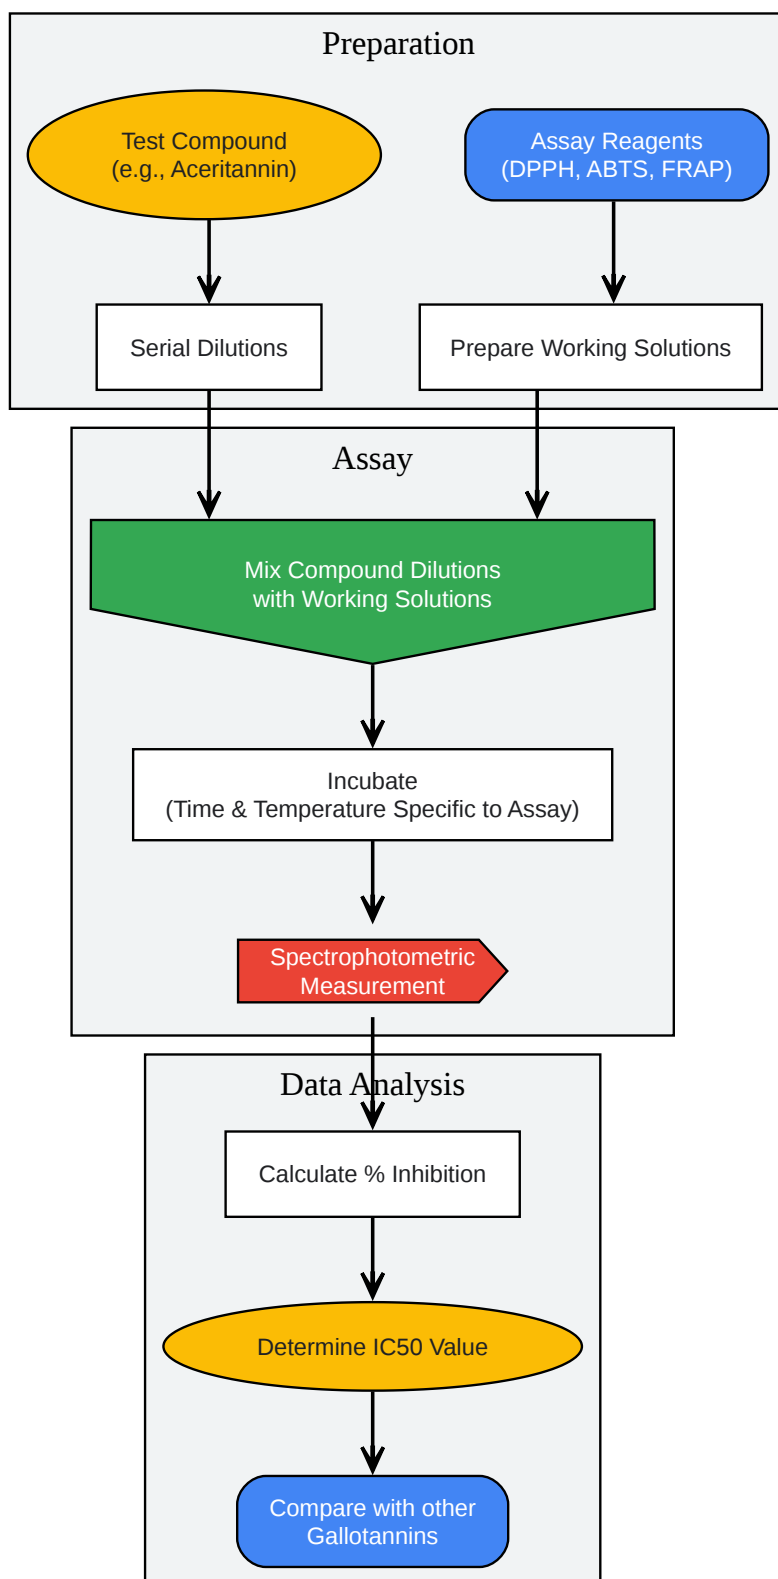 Preparation
Test Compound
(e.g., Aceritannin)
Assay Reagents
(DPPH, ABTS, FRAP)
Serial Dilutions
Prepare Working Solutions
Assay
Mix Compound Dilutions
with Working Solutions
Incubate
(Time & Temperature Specific to Assay)
Spectrophotometric
Measurement
Data Analysis
Calculate % Inhibition
Determine IC50 Value
Compare with other
Gallotannins